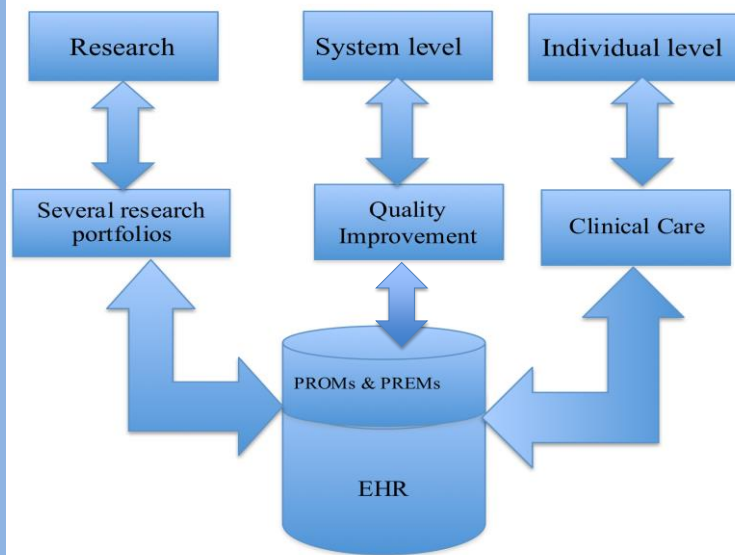 Research
System level
Individual level
Several research
portfolios
Quality
Improvement
Clinical Care
PROMs & PREMs
EHR